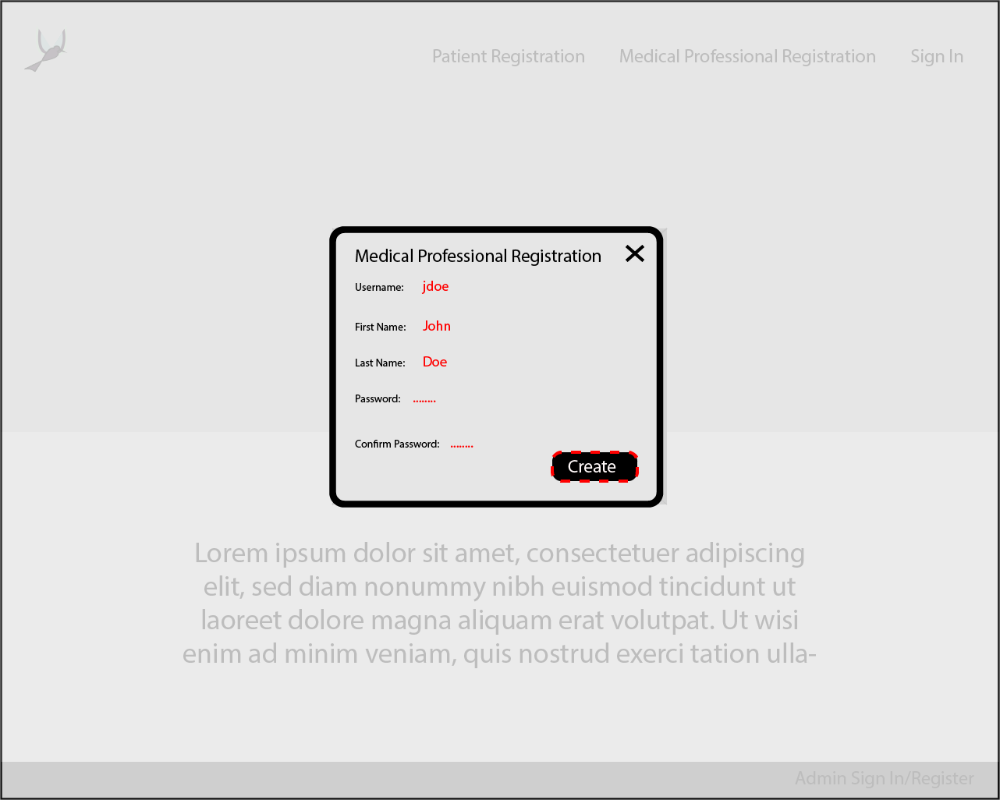 Patient Registration
Medical Professional Registration
Sign In
Medical Professional Registration
Username: jdoe
First Name: John
Last Name: Doe
Password: ........
Confirm Password: ........
Create
Lorem ipsum dolor sit amet, consectetuer adipiscing
elit, sed diam nonummy nibh euismod tincidunt ut
laoreet dolore magna aliquam erat volutpat. Ut wisi
enim ad minim veniam, quis nostrud exerci tation ulla-
Admin Sign In/Register